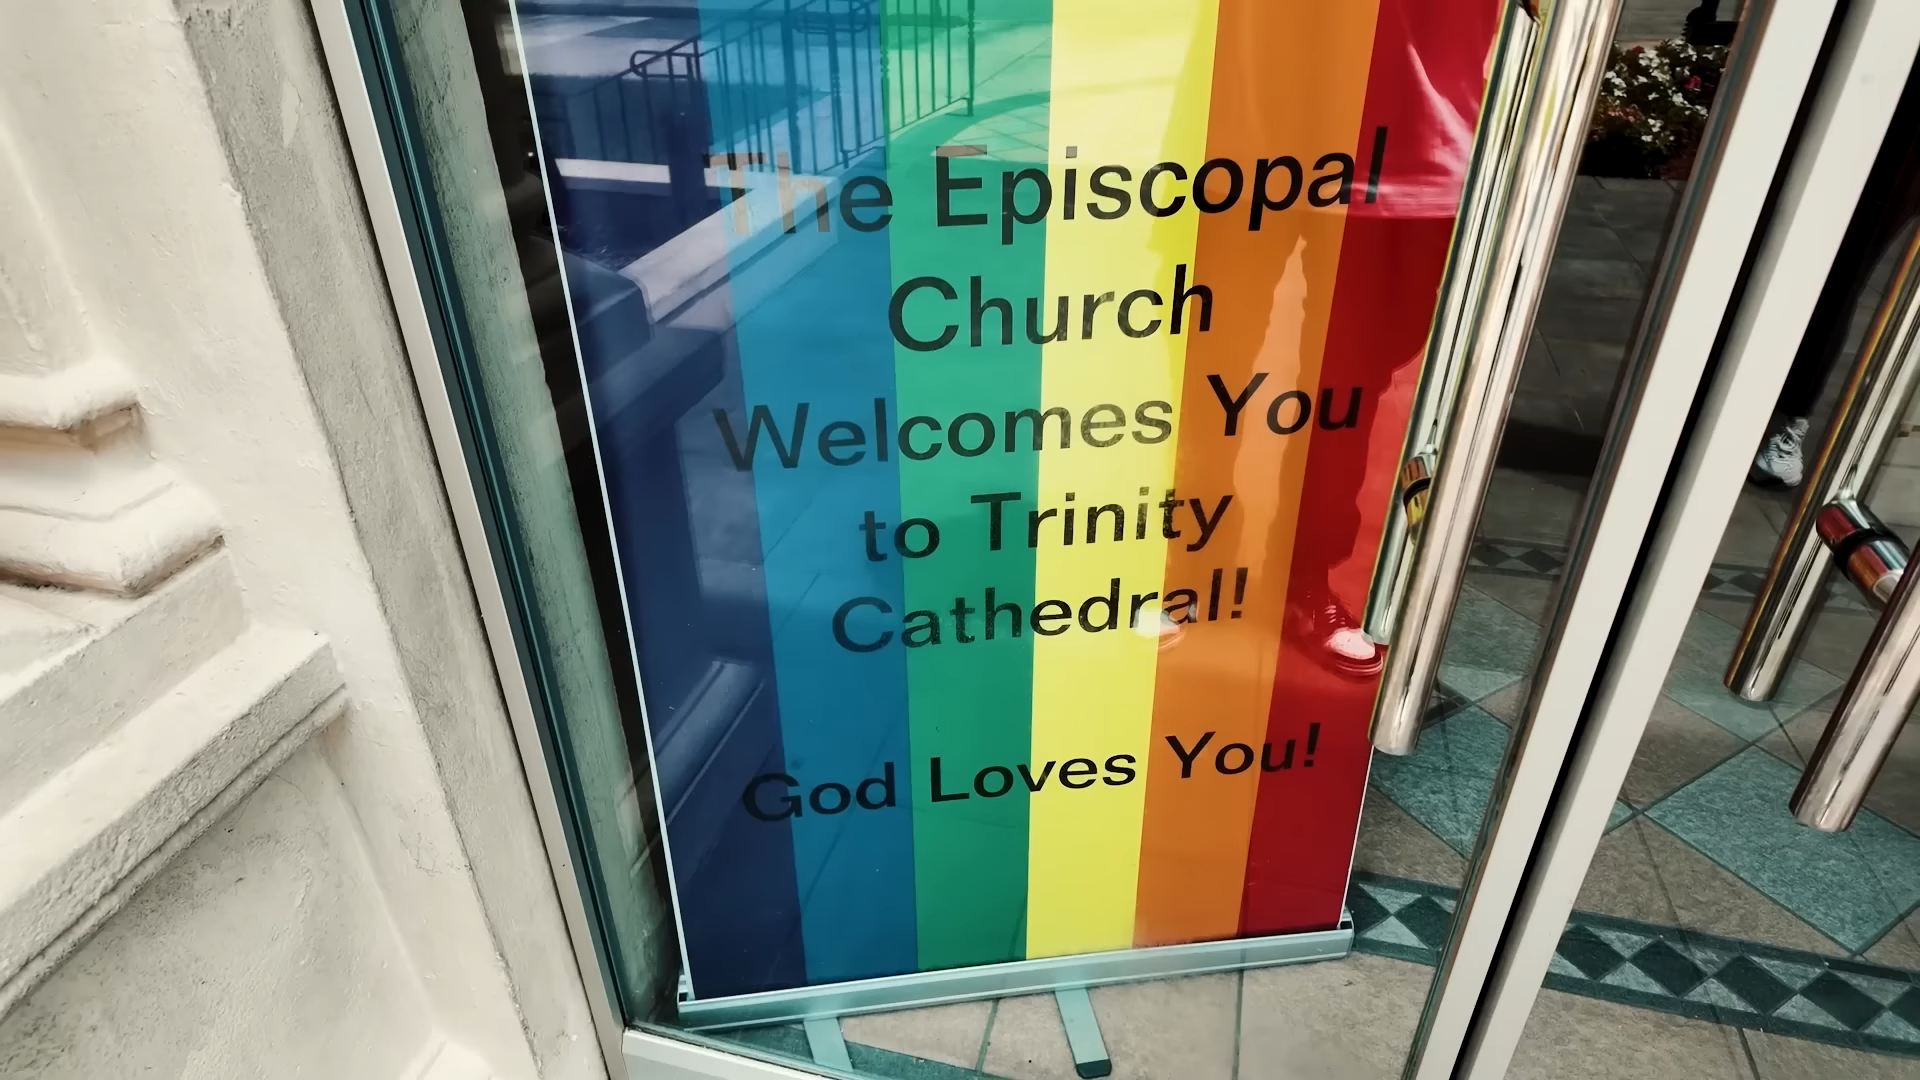 The Episcopal
Church
Welcomes You
to Trinity
Cathedral!
God Loves You!